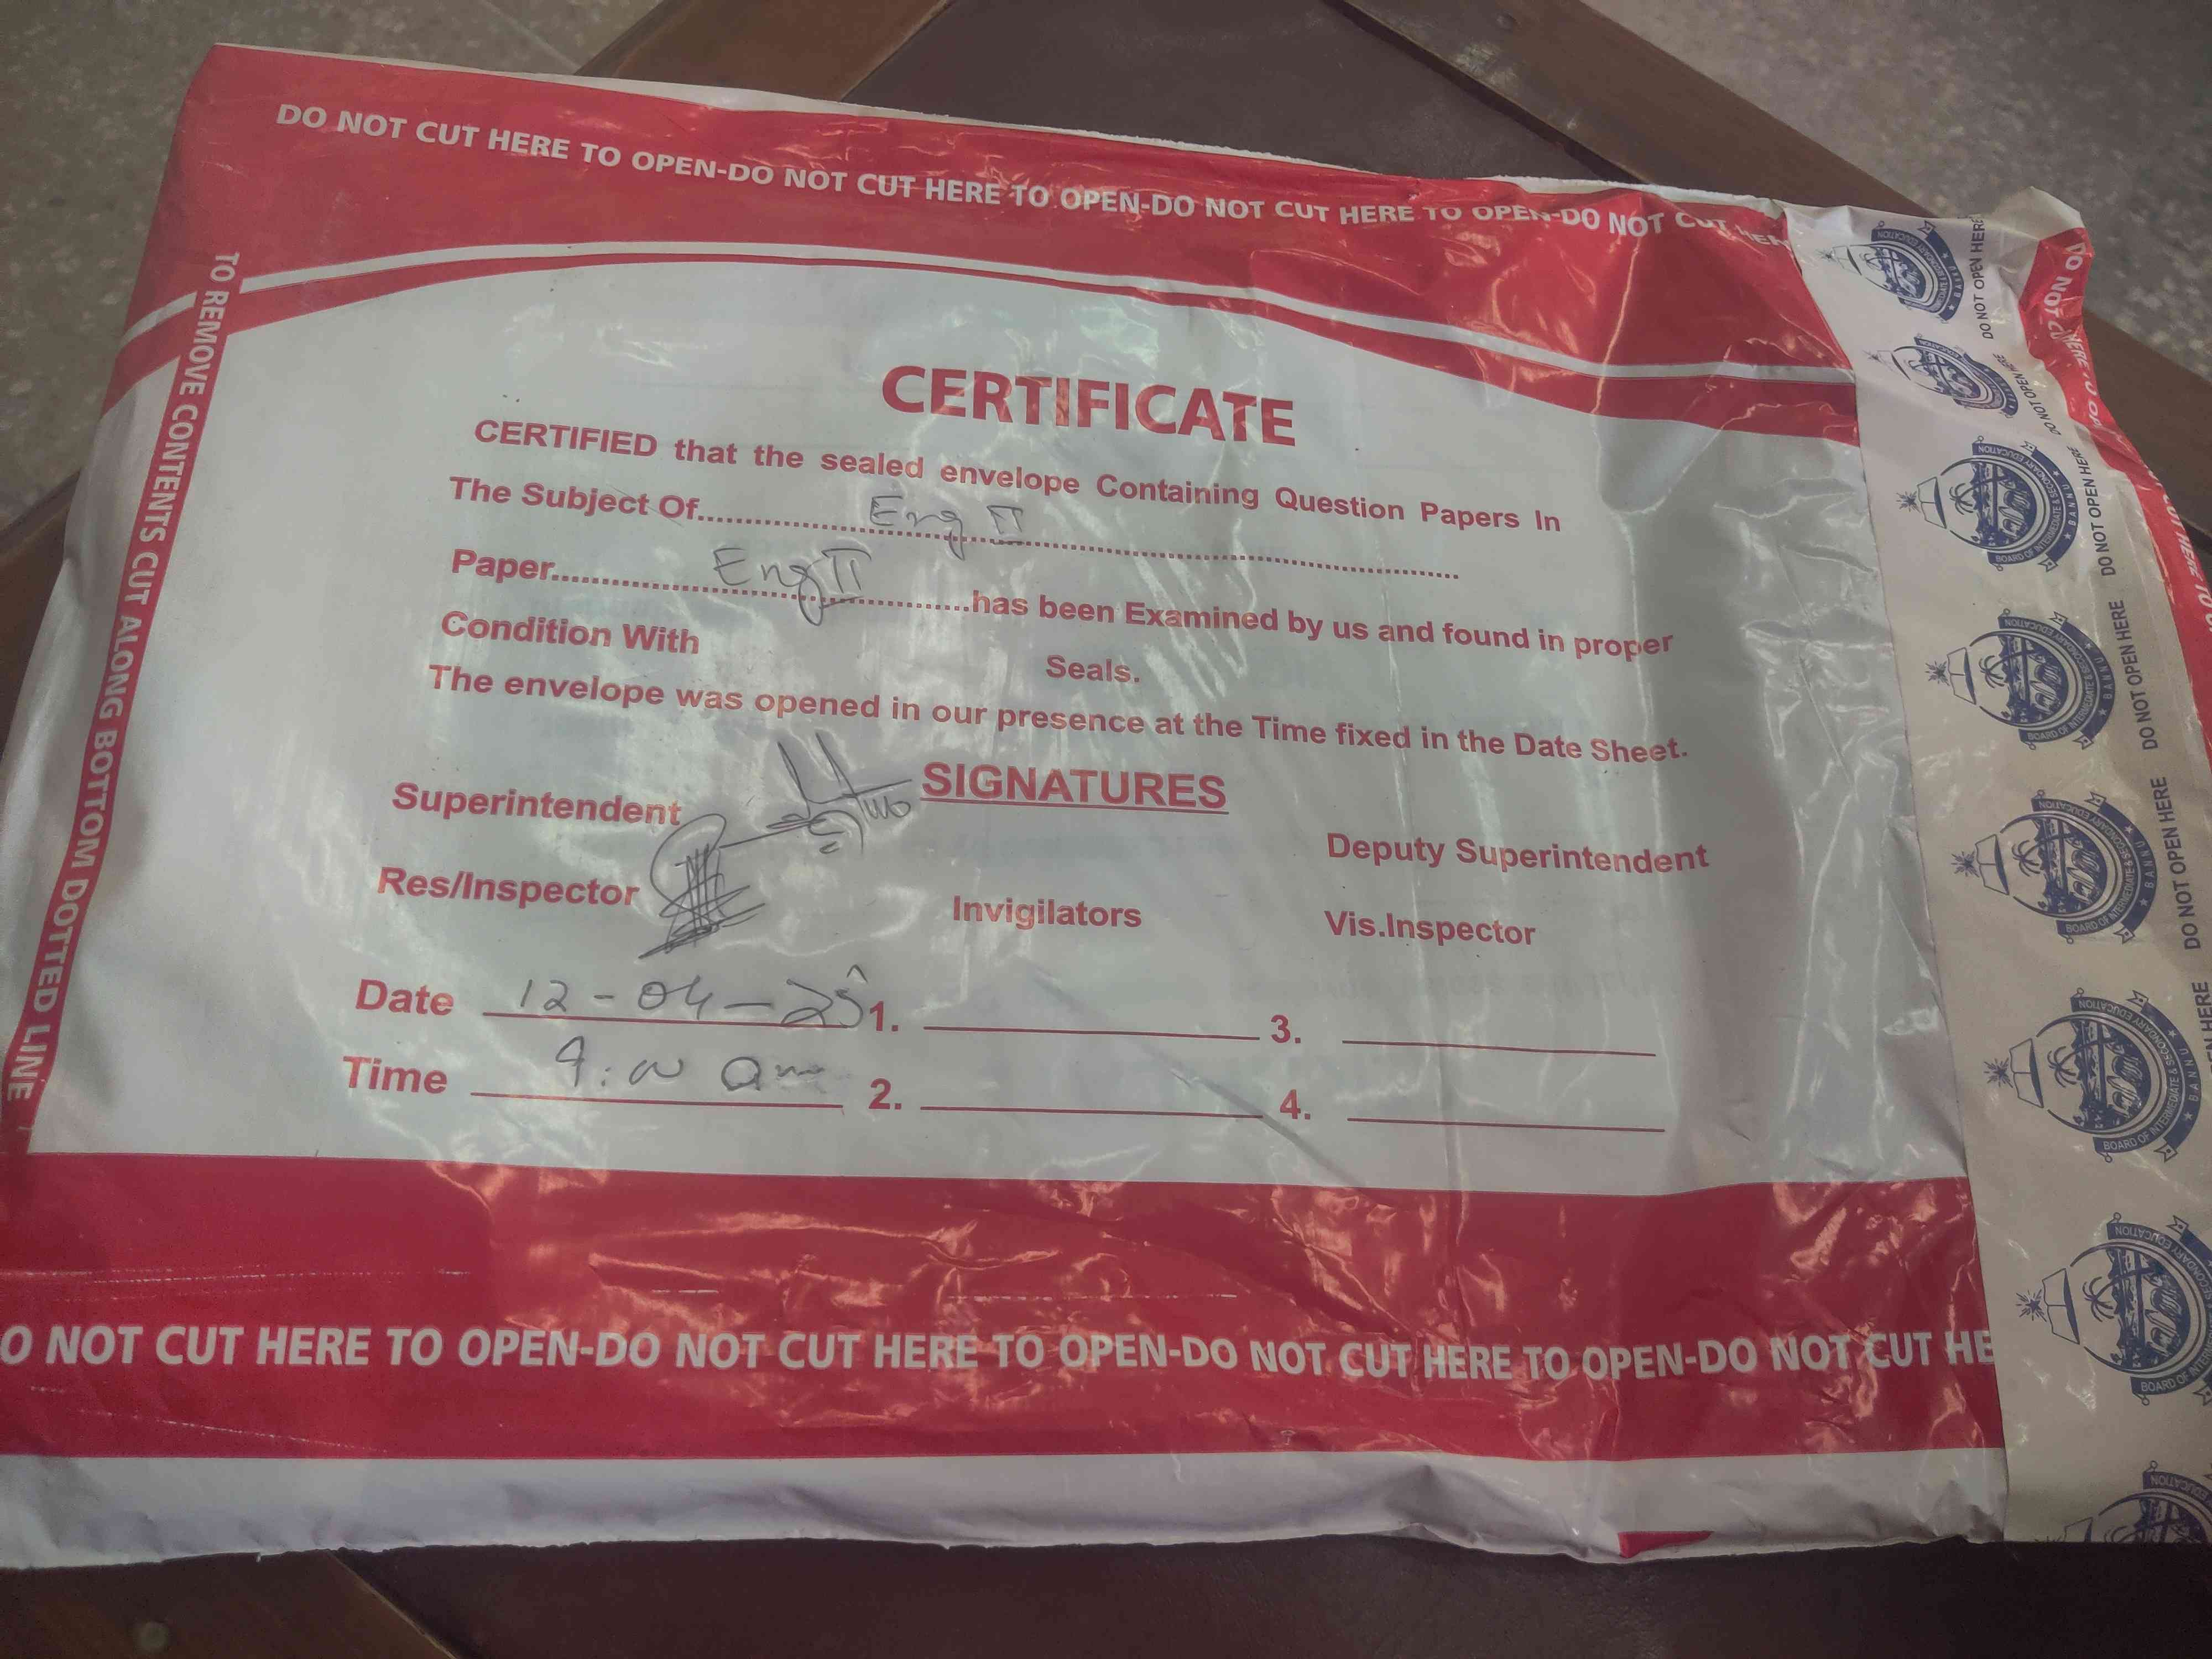 DO NOT CUT HERE TO OPEN-DO NOT CUT HERE TO OPEN-DO NOT CUT HERE TO OPEN-DO NOT CUT HER
TO REMOVE CONTENTS CUT ALONG BOTTOM DOTTED LINE
CERTIFICATE
CERTIFIED that the sealed envelope Containing Question Papers In
The Subject Of.......... Eng II ..........
Paper.......... Eng II ..........has been Examined by us and found in proper
Condition With Seals.
The envelope was opened in our presence at the Time fixed in the Date Sheet.
SIGNATURES
Superintendent
Deputy Superintendent
Res/Inspector Invigilators Vis.Inspector
Date 12-04-25 1. 3.
Time 9:00 am 2. 4.
O NOT CUT HERE TO OPEN-DO NOT CUT HERE TO OPEN-DO NOT CUT HERE TO OPEN-DO NOT CUT HE
BOARD OF INTERMEDIATE & SECONDARY EDUCATION
BANNU
DO NOT OPEN HERE
DO NOT OPEN HERE
DO NOT OPEN HERE
DO NOT OPEN HERE
DO NOT OPEN HERE